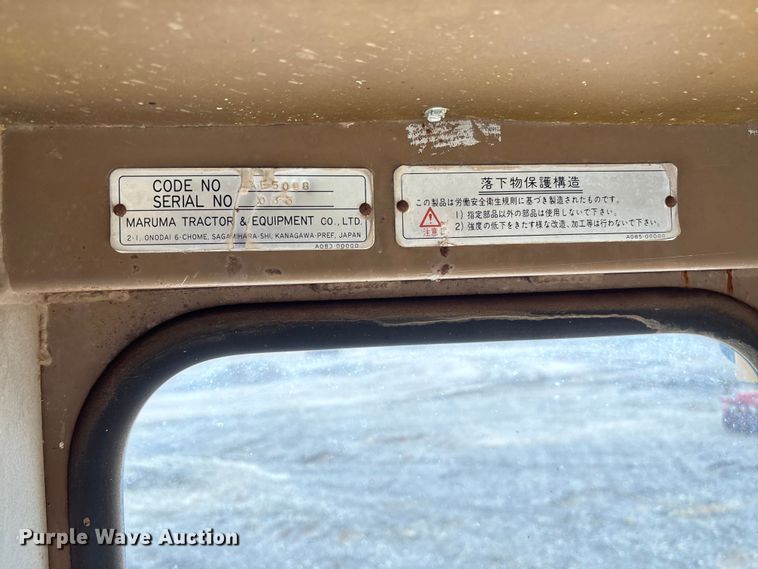 CODE NO
SERIAL NO
MARUMA TRACTOR & EQUIPMENT CO., LTD.
2-1, ONODAI 6-CHOME, SAGAMIHARA-SHI, KANAGAWA-PREF, JAPAN
A083-00000
落下物保護構造
この製品は労働安全衛生規則に基づき製造されたものです。
注意
1) 指定部品以外の部品は使用しないで下さい。
2) 強度の低下をきたす様な改造、加工等は行わないで下さい。
A085-00000
Purple Wave Auction